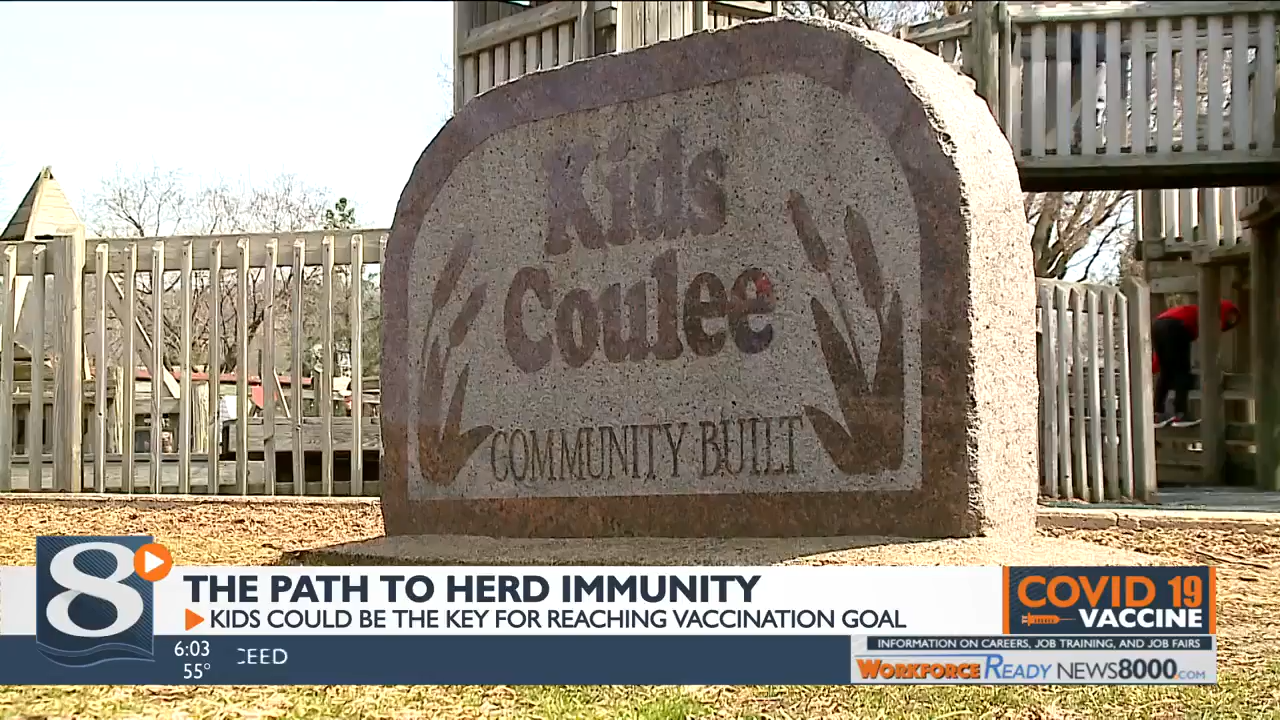 Kids
Coulee
COMMUNITY BUILT
8
THE PATH TO HERD IMMUNITY
KIDS COULD BE THE KEY FOR REACHING VACCINATION GOAL
COVID 19
VACCINE
6:03
55°
CEED
INFORMATION ON CAREERS, JOB TRAINING, AND JOB FAIRS
WORKFORCE READY NEWS8000.COM